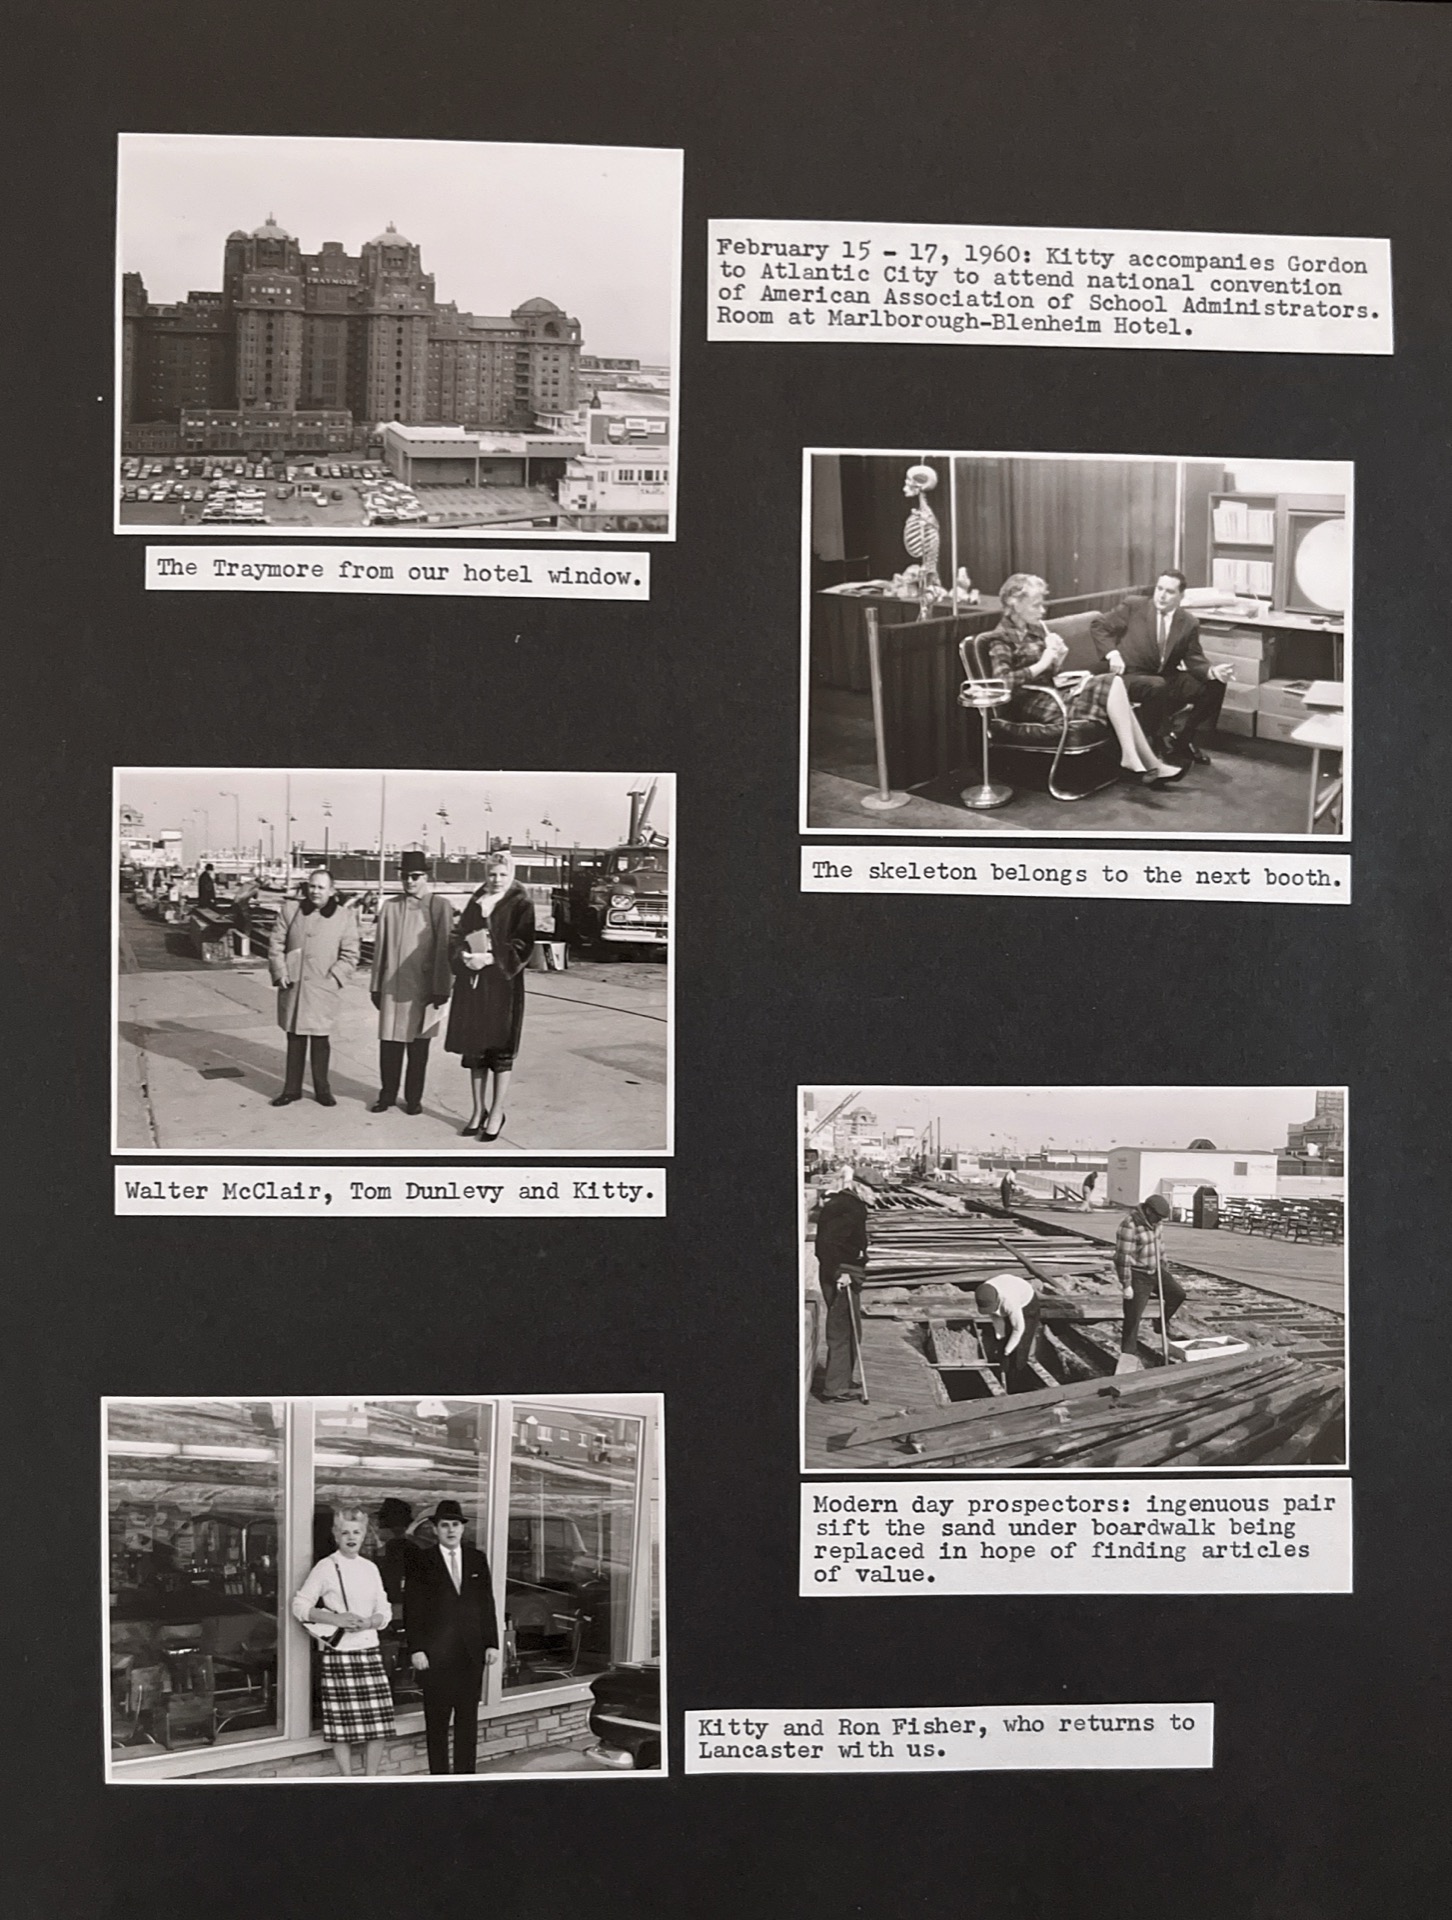 TRAYMORE
February 15 - 17, 1960: Kitty accompanies Gordon
to Atlantic City to attend national convention
of American Association of School Administrators.
Room at Marlborough-Blenheim Hotel.
The Traymore from our hotel window.
The skeleton belongs to the next booth.
Walter McClair, Tom Dunlevy and Kitty.
Modern day prospectors: ingenuous pair
sift the sand under boardwalk being
replaced in hope of finding articles
of value.
Kitty and Ron Fisher, who returns to
Lancaster with us.